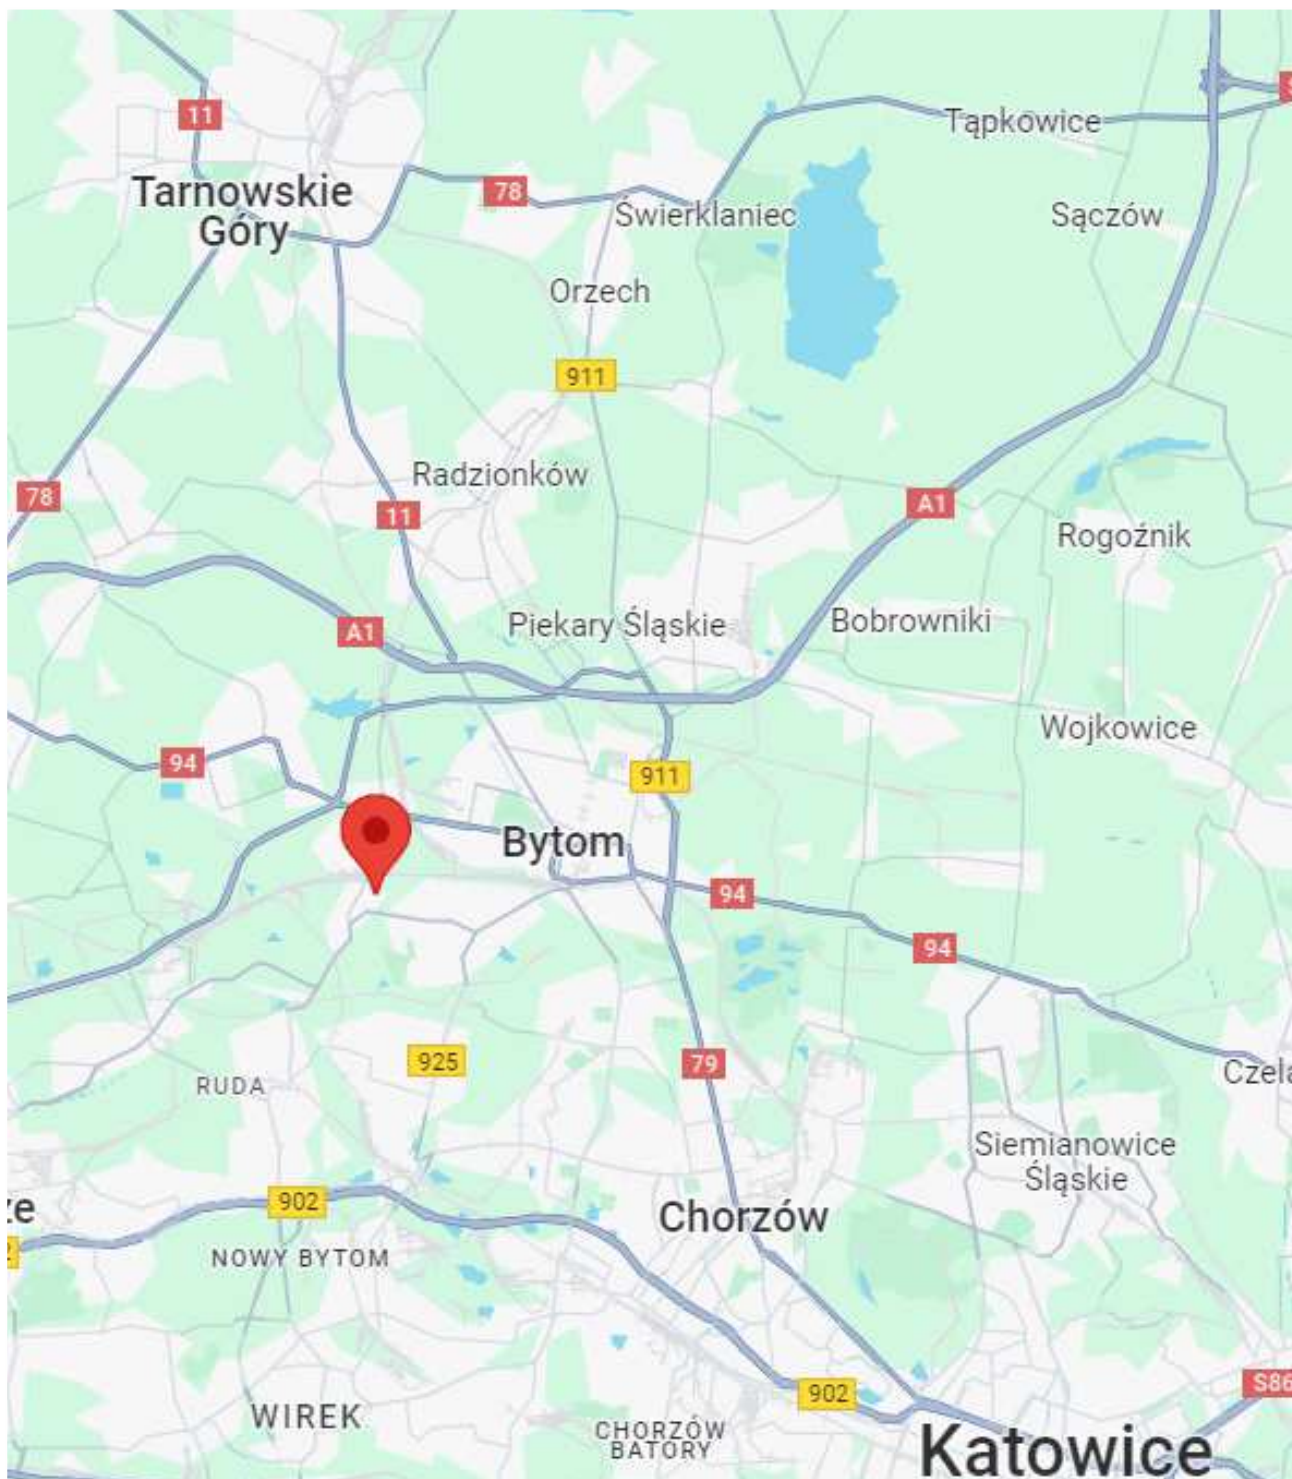 11
Tąpkowice
Tarnowskie
Góry
78
Świerklaniec
Sączów
Orzech
911
Radzionków
78
11
A1
Rogoźnik
A1
Piekary Śląskie
Bobrowniki
Wojkowice
94
911
Bytom
94
94
79
925
RUDA
Czela
Siemianowice
Śląskie
902
ze
Chorzów
2
NOWY BYTOM
S86
902
WIREK
CHORZÓW
BATORY
Katowice